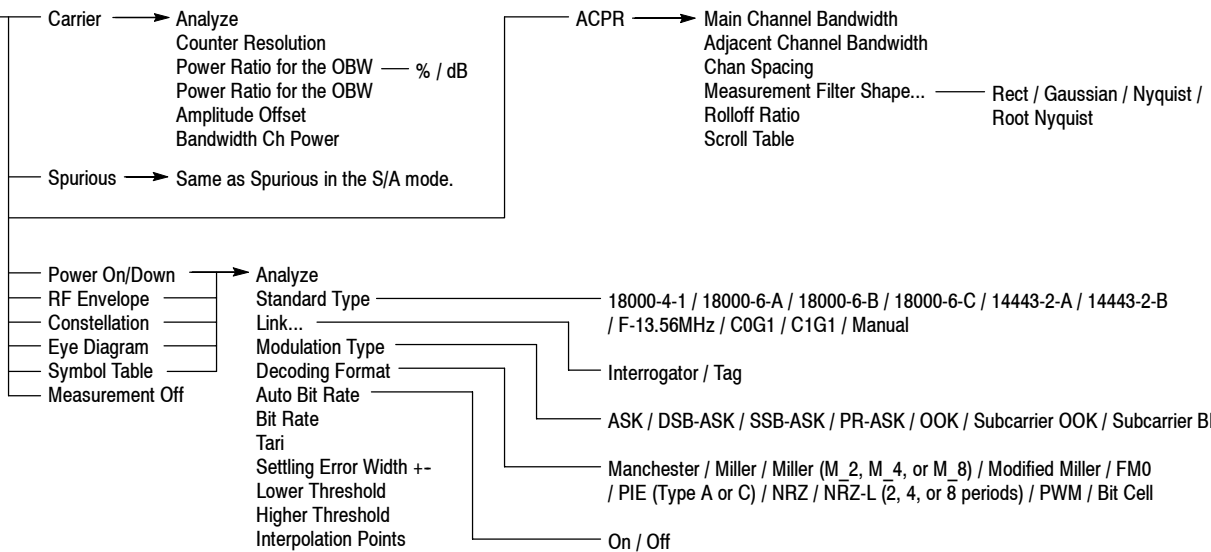 Carrier
Analyze
Counter Resolution
Power Ratio for the OBW
% / dB
Power Ratio for the OBW
Amplitude Offset
Bandwidth Ch Power
Spurious
Same as Spurious in the S/A mode.
ACPR
Main Channel Bandwidth
Adjacent Channel Bandwidth
Chan Spacing
Measurement Filter Shape...
Rect / Gaussian / Nyquist /
Root Nyquist
Rolloff Ratio
Scroll Table
Power On/Down
RF Envelope
Constellation
Eye Diagram
Symbol Table
Measurement Off
Analyze
Standard Type
Link...
Modulation Type
Decoding Format
Auto Bit Rate
Bit Rate
Tari
Settling Error Width +-
Lower Threshold
Higher Threshold
Interpolation Points
18000-4-1 / 18000-6-A / 18000-6-B / 18000-6-C / 14443-2-A / 14443-2-B
/ F-13.56MHz / C0G1 / C1G1 / Manual
Interrogator / Tag
ASK / DSB-ASK / SSB-ASK / PR-ASK / OOK / Subcarrier OOK / Subcarrier
Manchester / Miller / Miller (M_2, M_4, or M_8) / Modified Miller / FM0
/ PIE (Type A or C) / NRZ / NRZ-L (2, 4, or 8 periods) / PWM / Bit Cell
On / Off